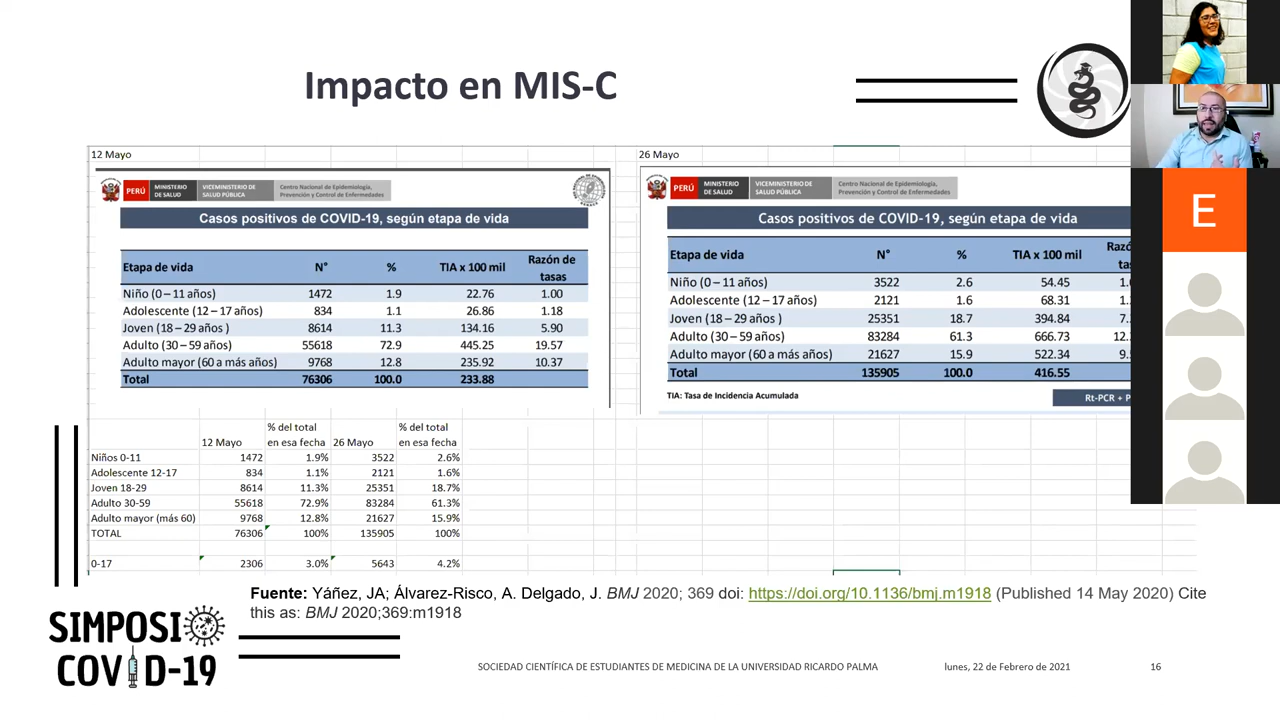 Impacto en MIS-C
12 Mayo
PERÚ
MINISTERIO
DE SALUD
VICEMINISTERIO DE
SALUD PÚBLICA
Centro Nacional de Epidemiología,
Prevención y Control de Enfermedades
Casos positivos de COVID-19, según etapa de vida
Etapa de vida N° % TIA x 100 mil Razón de
tasas
Niño (0 – 11 años) 1472 1.9 22.76 1.00
Adolescente (12 – 17 años) 834 1.1 26.86 1.18
Joven (18 – 29 años ) 8614 11.3 134.16 5.90
Adulto (30 – 59 años) 55618 72.9 445.25 19.57
Adulto mayor (60 a más años) 9768 12.8 235.92 10.37
Total 76306 100.0 233.88
26 Mayo
PERÚ
MINISTERIO
DE SALUD
VICEMINISTERIO DE
SALUD PÚBLICA
Centro Nacional de Epidemiología,
Prevención y Control de Enfermedades
Casos positivos de COVID-19, según etapa de vida
Etapa de vida N° % TIA x 100 mil
Niño (0 – 11 años) 3522 2.6 54.45
Adolescente (12 – 17 años) 2121 1.6 68.31
Joven (18 – 29 años ) 25351 18.7 394.84
Adulto (30 – 59 años) 83284 61.3 666.73
Adulto mayor (60 a más años) 21627 15.9 522.34
Total 135905 100.0 416.55
TIA: Tasa de Incidencia Acumulada
Rt-PCR +
% del total % del total
12 Mayo en esa fecha 26 Mayo en esa fecha
Niños 0-11 1472 1.9% 3522 2.6%
Adolescente 12-17 834 1.1% 2121 1.6%
Joven 18-29 8614 11.3% 25351 18.7%
Adulto 30-59 55618 72.9% 83284 61.3%
Adulto mayor (más 60) 9768 12.8% 21627 15.9%
TOTAL 76306 100% 135905 100%
0-17 2306 3.0% 5643 4.2%
E
Fuente: Yáñez, JA; Álvarez-Risco, A. Delgado, J. BMJ 2020; 369 doi: https://doi.org/10.1136/bmj.m1918 (Published 14 May 2020) Cite
this as: BMJ 2020;369:m1918
SIMPOSIO
COVID-19
SOCIEDAD CIENTÍFICA DE ESTUDIANTES DE MEDICINA DE LA UNIVERSIDAD RICARDO PALMA lunes, 22 de Febrero de 2021 16